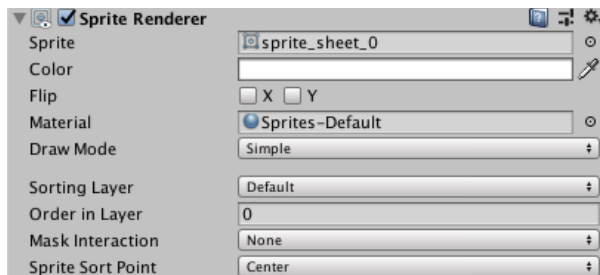 Sprite Renderer
Sprite sprite_sheet_0
Color
Flip X Y
Material Sprites-Default
Draw Mode Simple
Sorting Layer Default
Order in Layer 0
Mask Interaction None
Sprite Sort Point Center